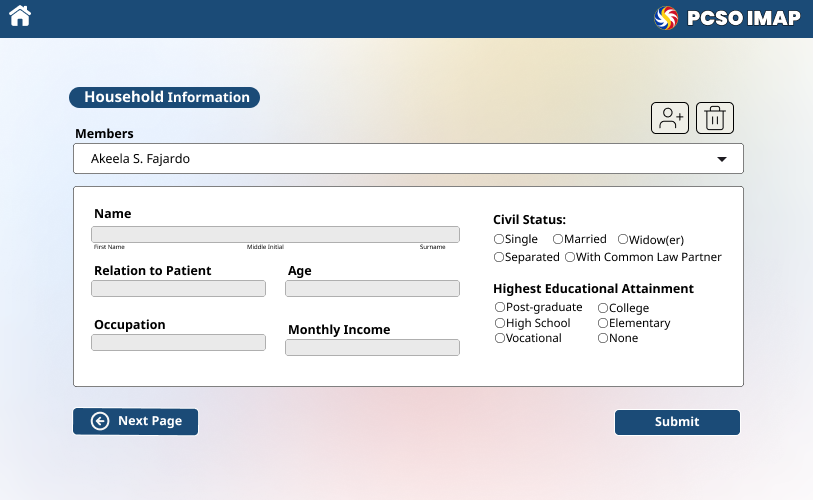 PCSO IMAP
Household Information
Members
Akeela S. Fajardo
Name
First Name Middle Initial Surname
Relation to Patient Age
Occupation Monthly Income
Civil Status:
Single Married Widow(er)
Separated With Common Law Partner
Highest Educational Attainment
Post-graduate College
High School Elementary
Vocational None
Next Page Submit